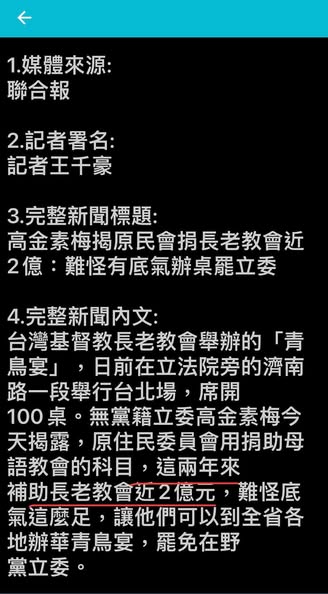 1.媒體來源:
聯合報
2.記者署名:
記者王千豪
3.完整新聞標題:
高金素梅揭原民會捐長老教會近
2億：難怪有底氣辦桌罷立委
4.完整新聞內文:
台灣基督教長老教會舉辦的「青
鳥宴」，日前在立法院旁的濟南
路一段舉行台北場，席開
100桌。無黨籍立委高金素梅今
天揭露，原住民委員會用捐助母
語教會的科目，這兩年來
補助長老教會近2億元，難怪底
氣這麼足，讓他們可以到全省各
地辦華青鳥宴，罷免在野
黨立委。